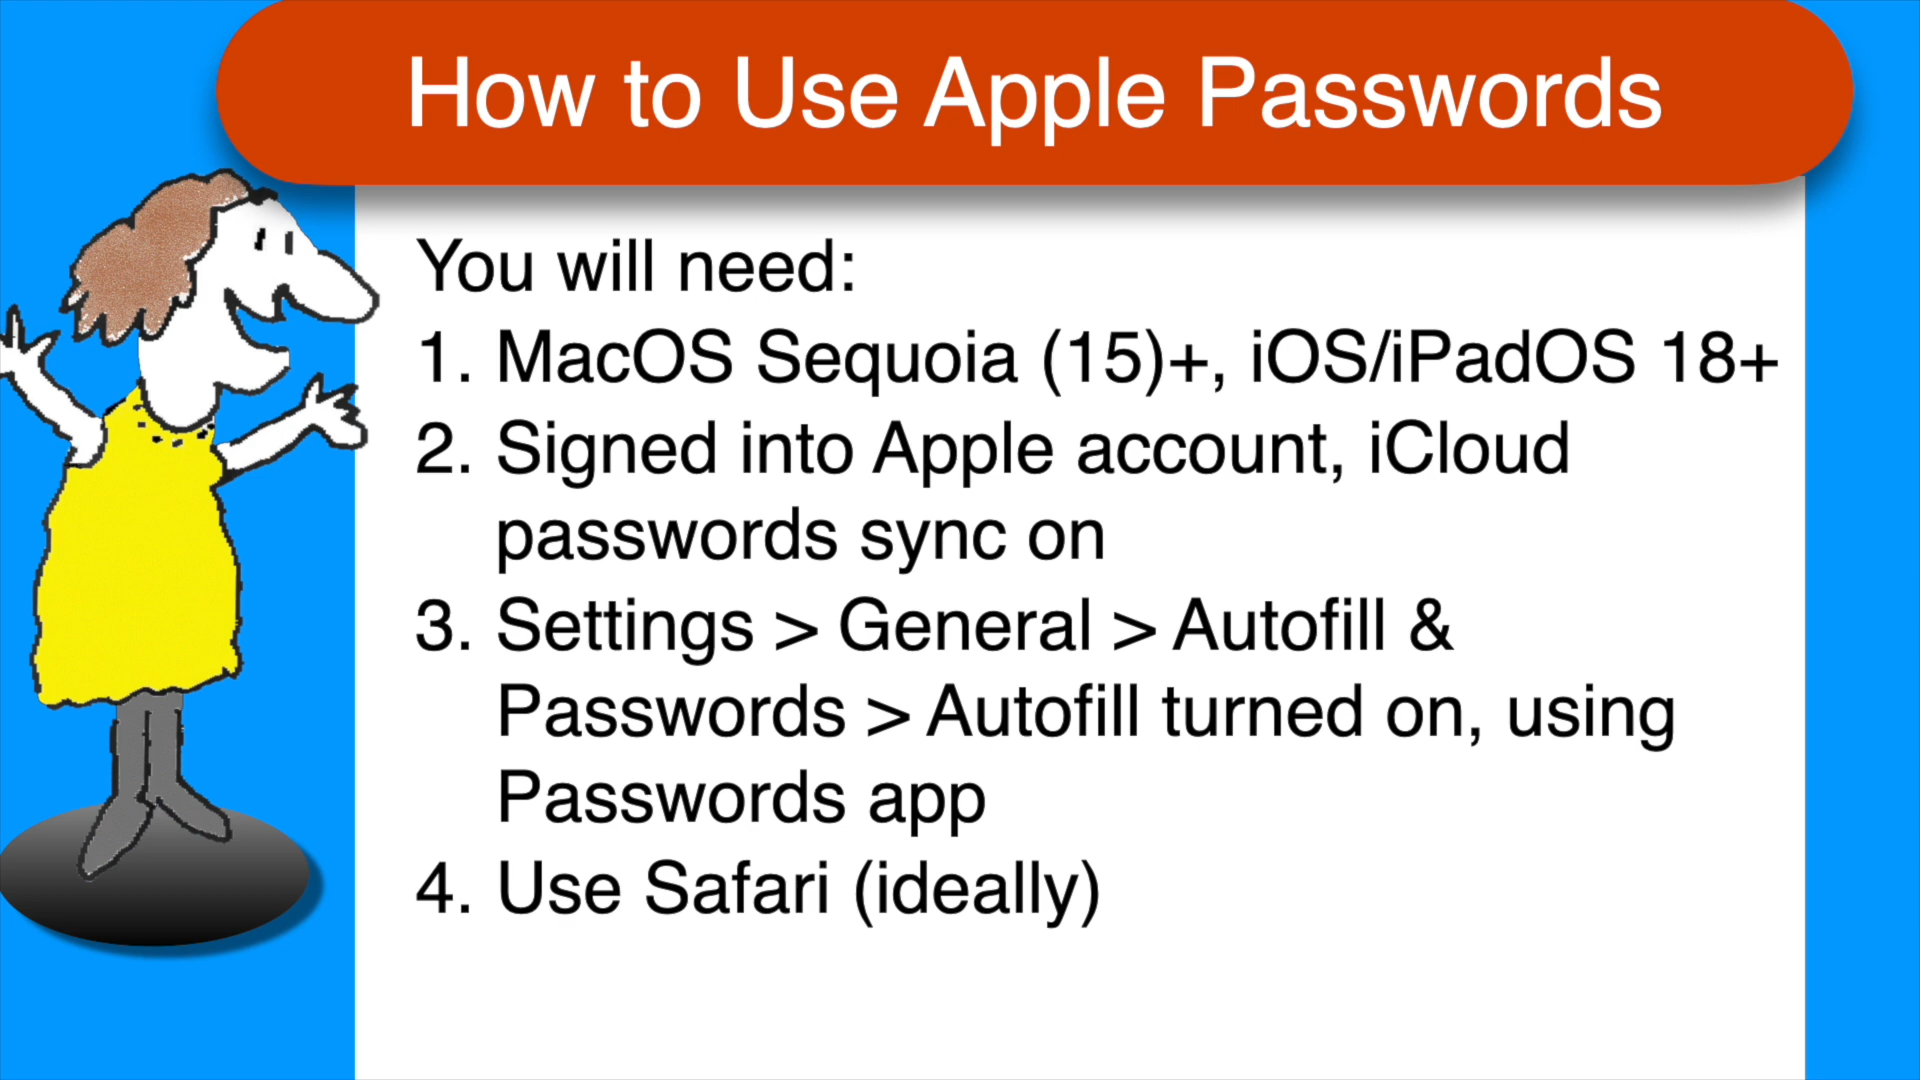 How to Use Apple Passwords
You will need:
1. MacOS Sequoia (15)+, iOS/iPadOS 18+
2. Signed into Apple account, iCloud
passwords sync on
3. Settings > General > Autofill &
Passwords > Autofill turned on, using
Passwords app
4. Use Safari (ideally)